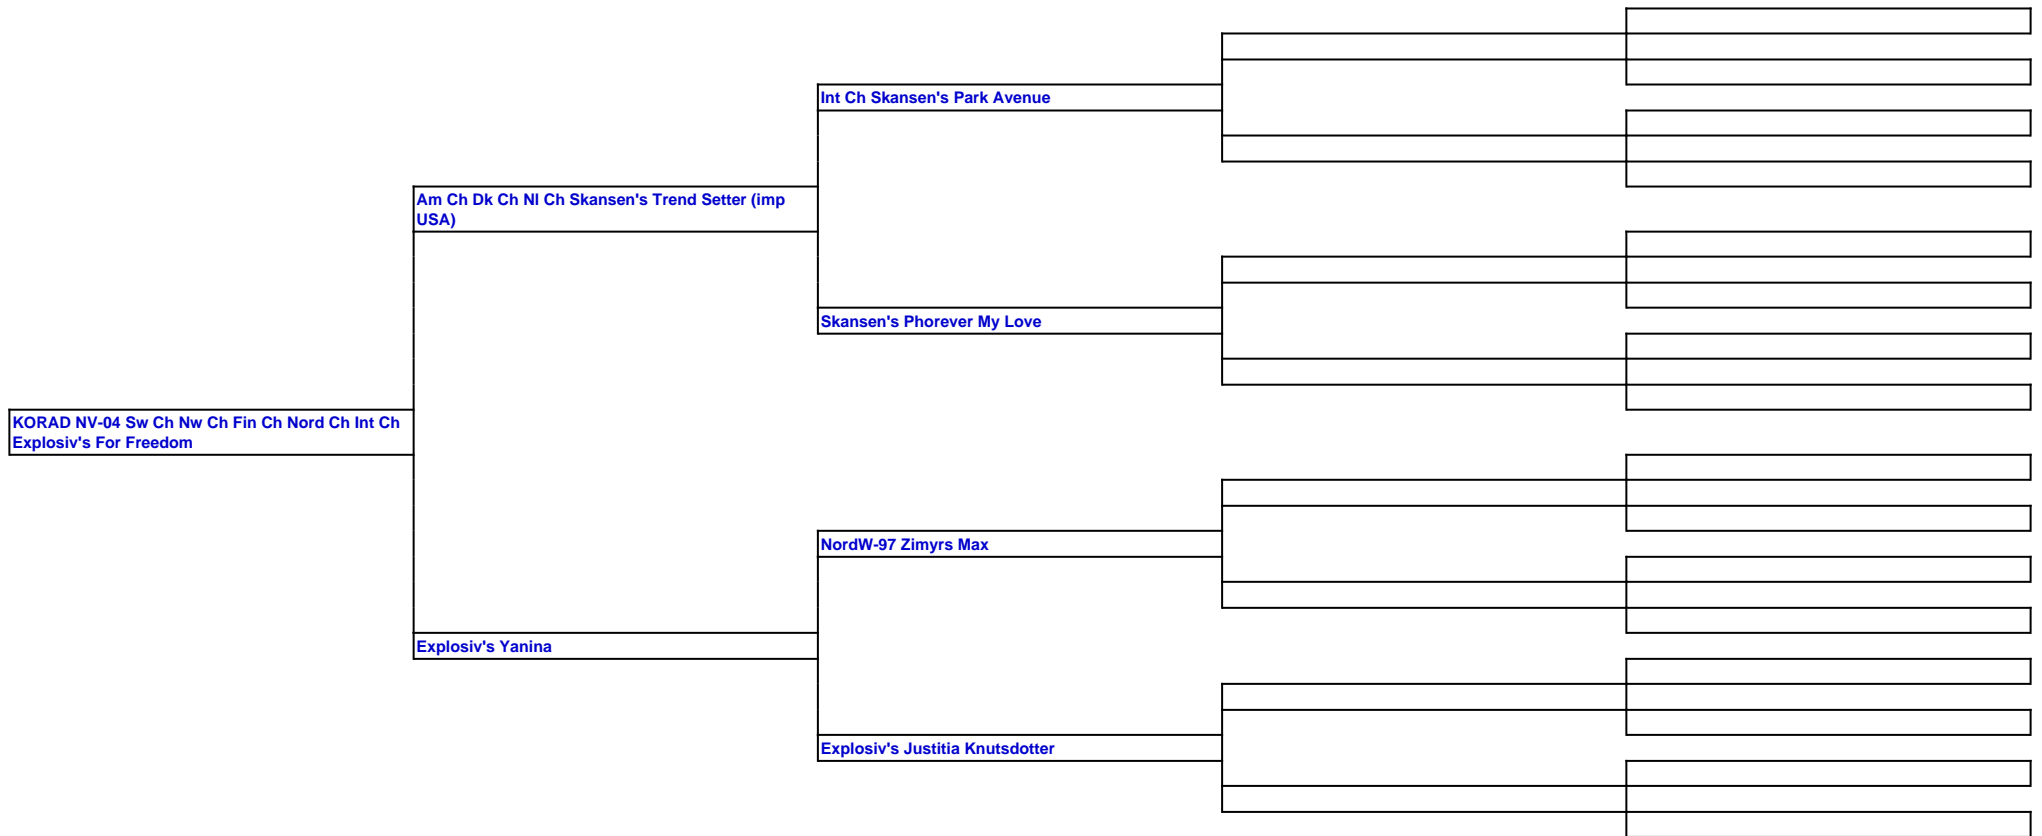 Int Ch Skansen's Park Avenue
Am Ch Dk Ch Nl Ch Skansen's Trend Setter (imp
USA)
Skansen's Phorever My Love
KORAD NV-04 Sw Ch Nw Ch Fin Ch Nord Ch Int Ch
Explosiv's For Freedom
NordW-97 Zimyrs Max
Explosiv's Yanina
Explosiv's Justitia Knutsdotter